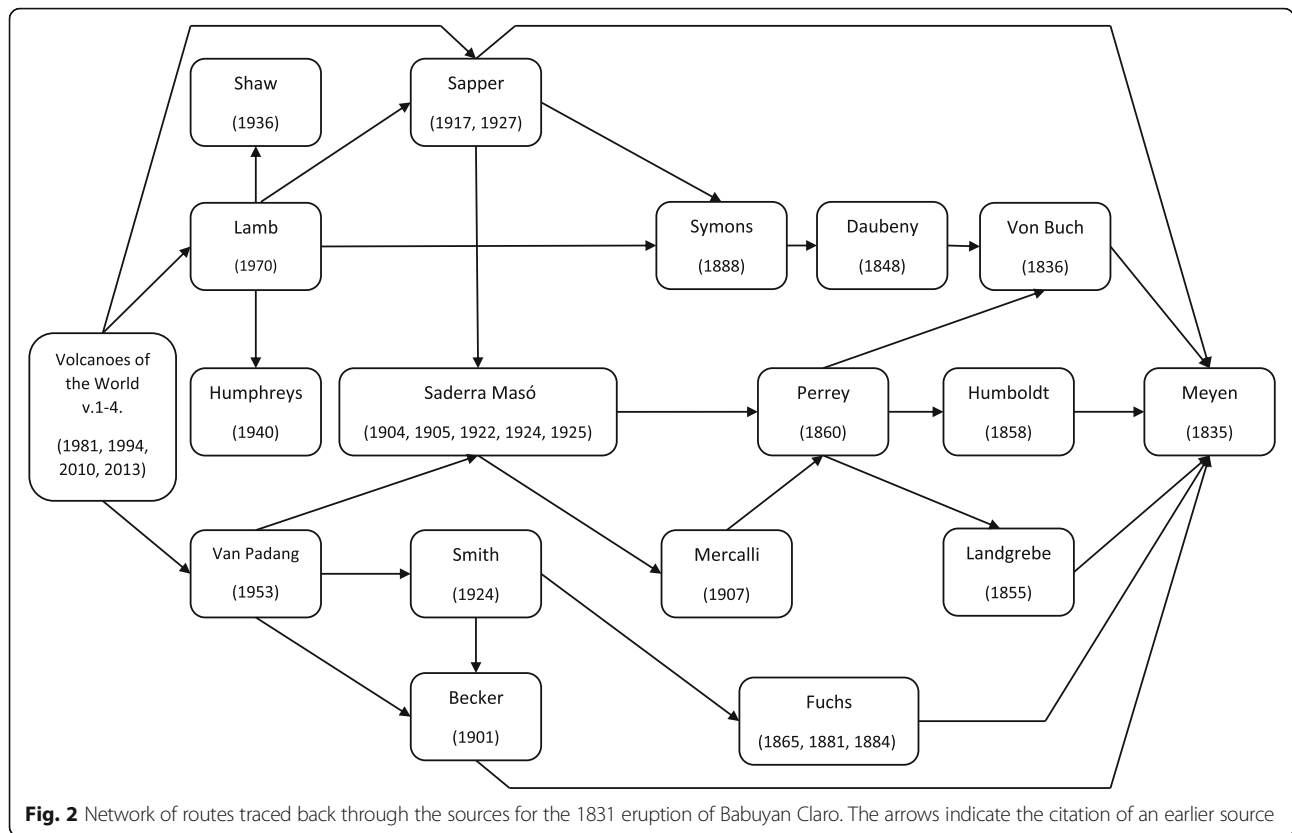 Shaw
(1936)
Sapper
(1917, 1927)
Lamb
(1970)
Symons
(1888)
Daubeny
(1848)
Von Buch
(1836)
Volcanoes of
the World
v.1-4.
(1981, 1994,
2010, 2013)
Humphreys
(1940)
Saderra Masó
(1904, 1905, 1922, 1924, 1925)
Perrey
(1860)
Humboldt
(1858)
Meyen
(1835)
Van Padang
(1953)
Smith
(1924)
Mercalli
(1907)
Landgrebe
(1855)
Becker
(1901)
Fuchs
(1865, 1881, 1884)
Fig. 2 Network of routes traced back through the sources for the 1831 eruption of Babuyan Claro. The arrows indicate the citation of an earlier source